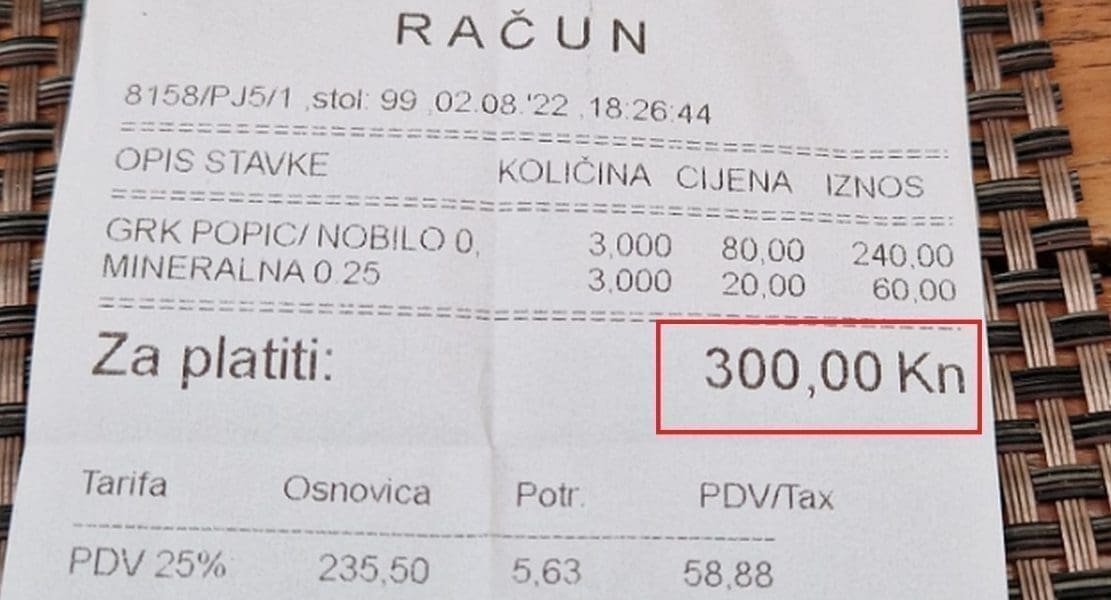 RAČUN
8158/PJ5/1 ,stol: 99 ,02.08.'22 ,18:26:44
OPIS STAVKE KOLIČINA CIJENA IZNOS
GRK POPIC/ NOBILO 0, 3,000 80,00 240,00
MINERALNA 0.25 3,000 20,00 60,00
Za platiti: 300,00 Kn
Tarifa Osnovica Potr. PDV/Tax
PDV 25% 235,50 5,63 58,88